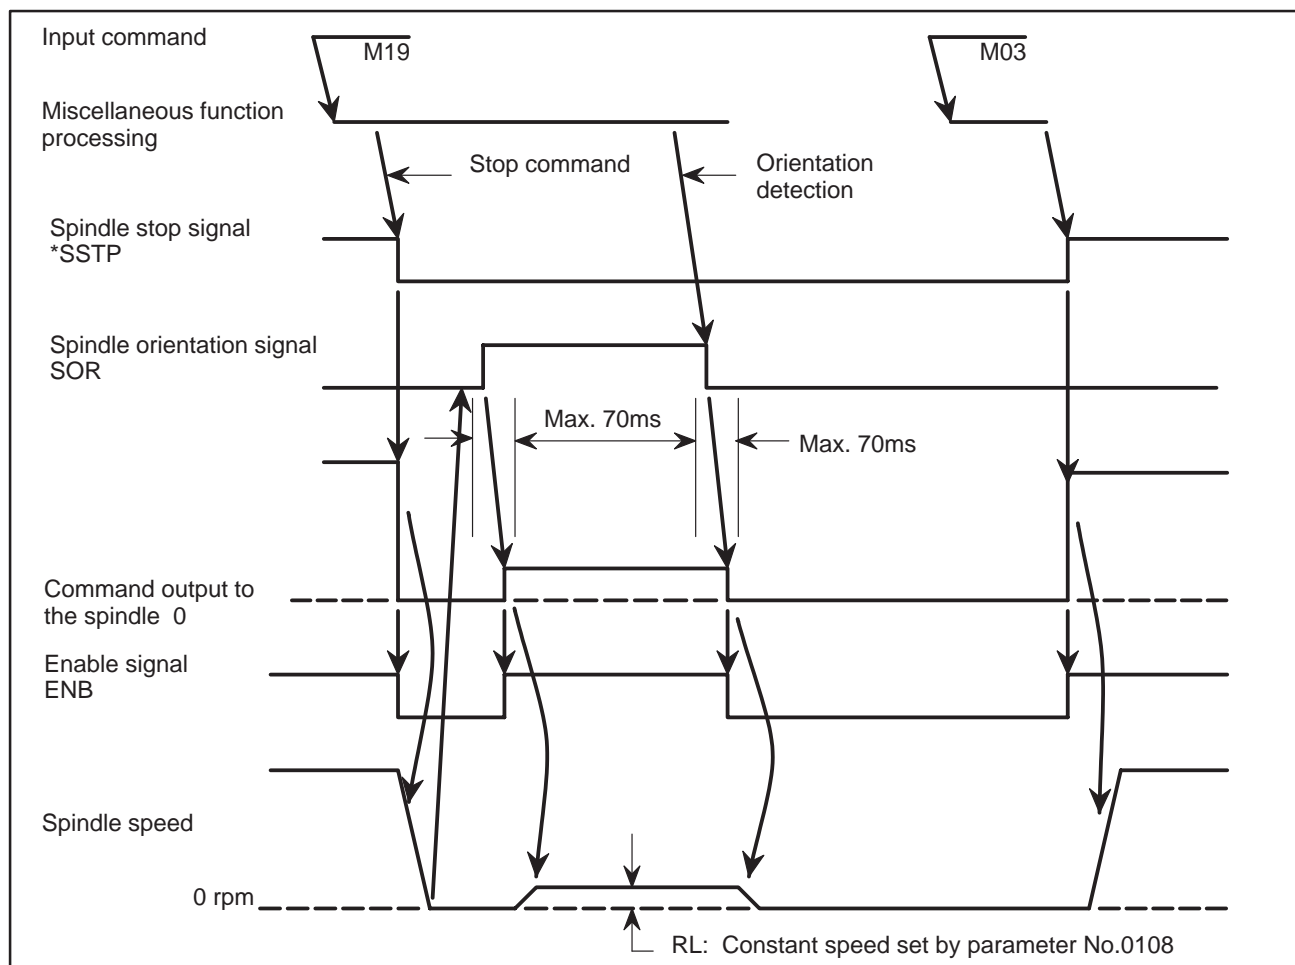 Input command
M19
M03
Miscellaneous function
processing
Stop command
Orientation
detection
Spindle stop signal
*SSTP
Spindle orientation signal
SOR
Max. 70ms
Max. 70ms
Command output to
the spindle 0
Enable signal
ENB
Spindle speed
0 rpm
RL: Constant speed set by parameter No.0108